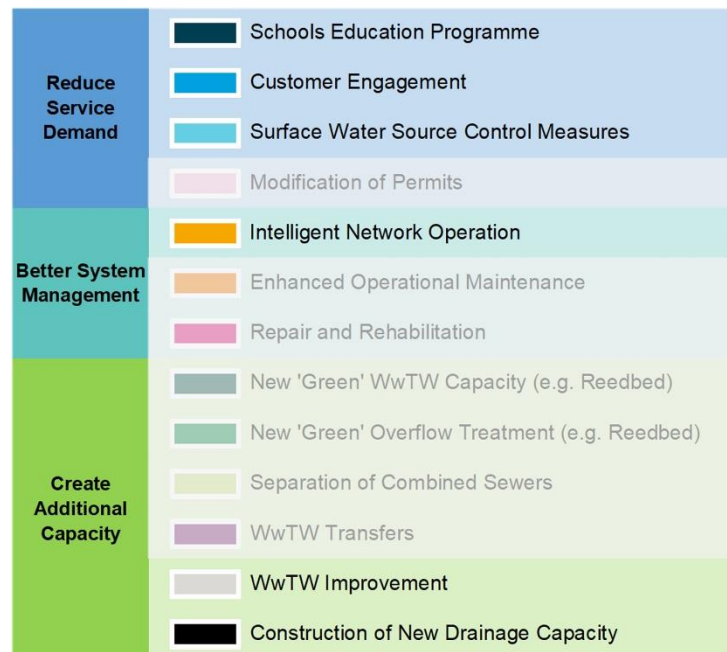 Reduce
Service
Demand
Schools Education Programme
Customer Engagement
Surface Water Source Control Measures
Modification of Permits
Better System
Management
Intelligent Network Operation
Enhanced Operational Maintenance
Repair and Rehabilitation
Create
Additional
Capacity
New 'Green' WwTW Capacity (e.g. Reedbed)
New 'Green' Overflow Treatment (e.g. Reedbed)
Separation of Combined Sewers
WwTW Transfers
WwTW Improvement
Construction of New Drainage Capacity